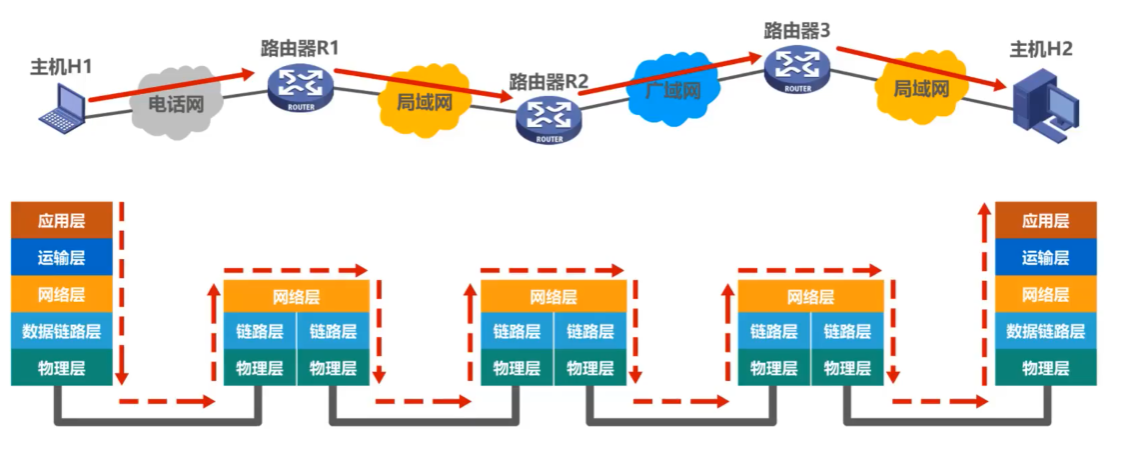 主机H1
电话网
路由器R1
ROUTER
局域网
路由器R2
ROUTER
广域网
路由器3
ROUTER
局域网
主机H2
应用层
运输层
网络层
数据链路层
物理层
网络层
链路层 链路层
物理层 物理层
网络层
链路层 链路层
物理层 物理层
网络层
链路层 链路层
物理层 物理层
应用层
运输层
网络层
数据链路层
物理层